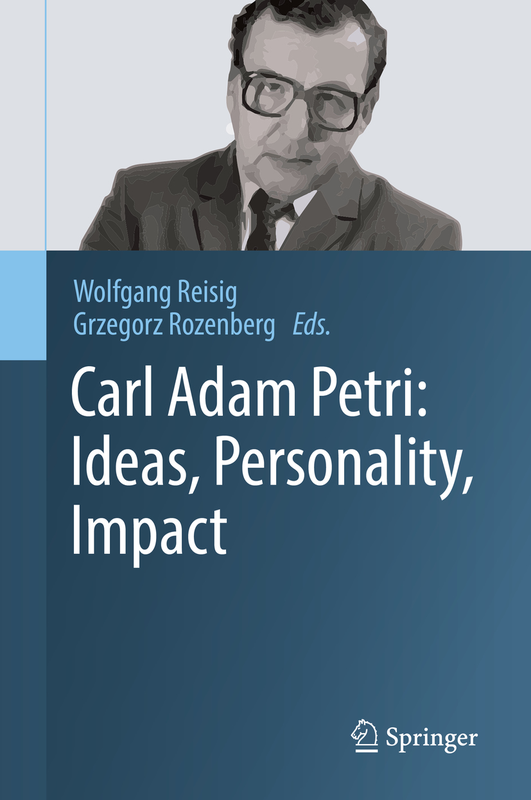 Wolfgang Reisig
Grzegorz Rozenberg Eds.
Carl Adam Petri:
Ideas, Personality,
Impact
Springer